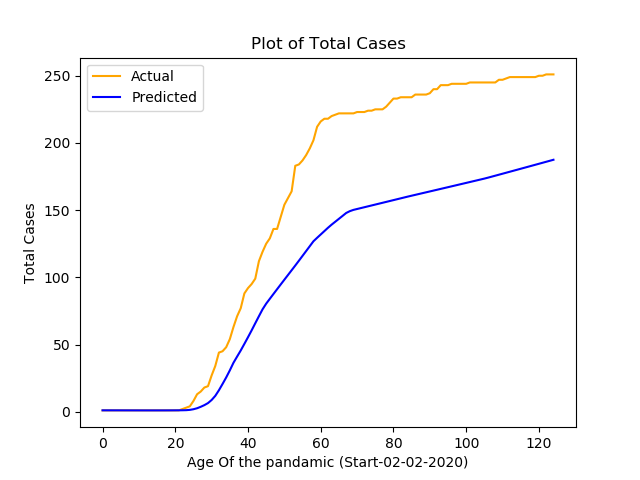 Plot of Total Cases
Actual
Predicted
250
200
150
100
50
0
Total Cases
0 20 40 60 80 100 120
Age Of the pandamic (Start-02-02-2020)